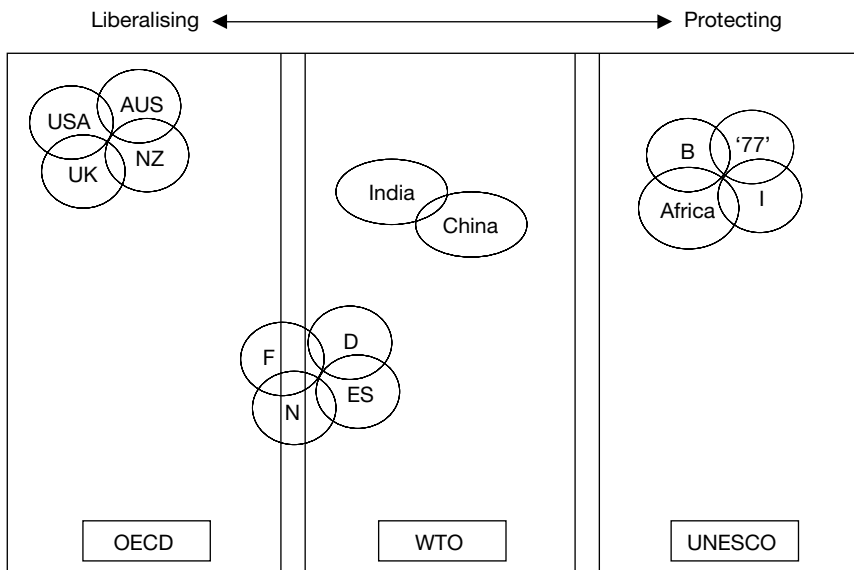 Liberalising Protecting
USA AUS
UK NZ
India
China
B '77'
Africa I
F D
N ES
OECD WTO UNESCO